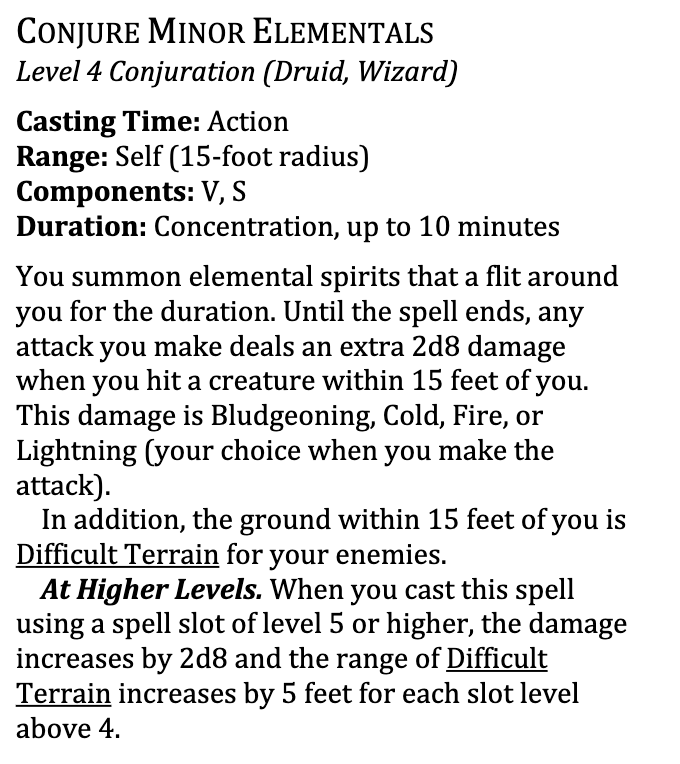 CONJURE MINOR ELEMENTALS
Level 4 Conjuration (Druid, Wizard)
Casting Time: Action
Range: Self (15-foot radius)
Components: V, S
Duration: Concentration, up to 10 minutes
You summon elemental spirits that a flit around
you for the duration. Until the spell ends, any
attack you make deals an extra 2d8 damage
when you hit a creature within 15 feet of you.
This damage is Bludgeoning, Cold, Fire, or
Lightning (your choice when you make the
attack).
In addition, the ground within 15 feet of you is
Difficult Terrain for your enemies.
At Higher Levels. When you cast this spell
using a spell slot of level 5 or higher, the damage
increases by 2d8 and the range of Difficult
Terrain increases by 5 feet for each slot level
above 4.